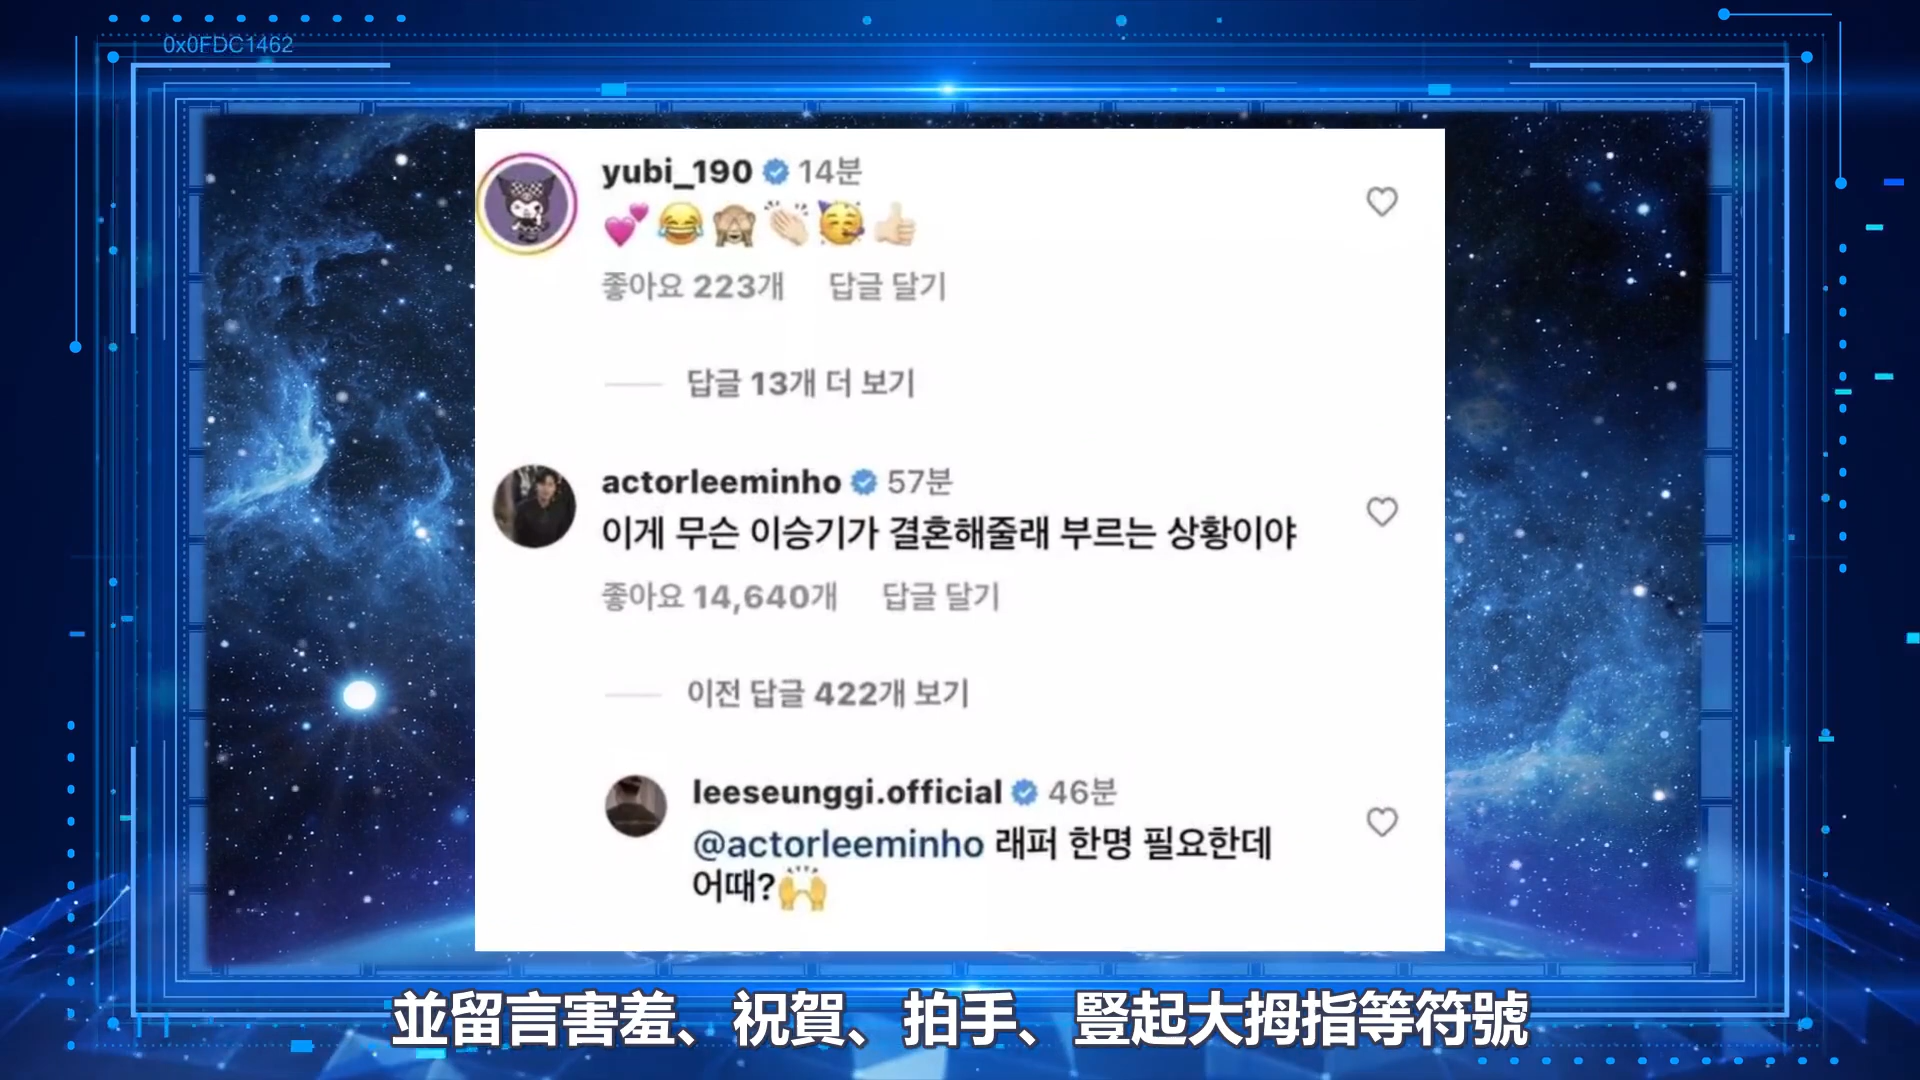 0x0FDC1462
yubi_190 14분
💕😂🙈👏🏻🥳👍🏻
좋아요 223개 답글 달기
답글 13개 더 보기
actorleeminho 57분
이게 무슨 이승기가 결혼해줄래 부르는 상황이야
좋아요 14,640개 답글 달기
이전 답글 422개 보기
leeseunggi.official 46분
@actorleeminho 래퍼 한명 필요한데
어때?🙌
並留言害羞、祝賀、拍手、豎起大拇指等符號